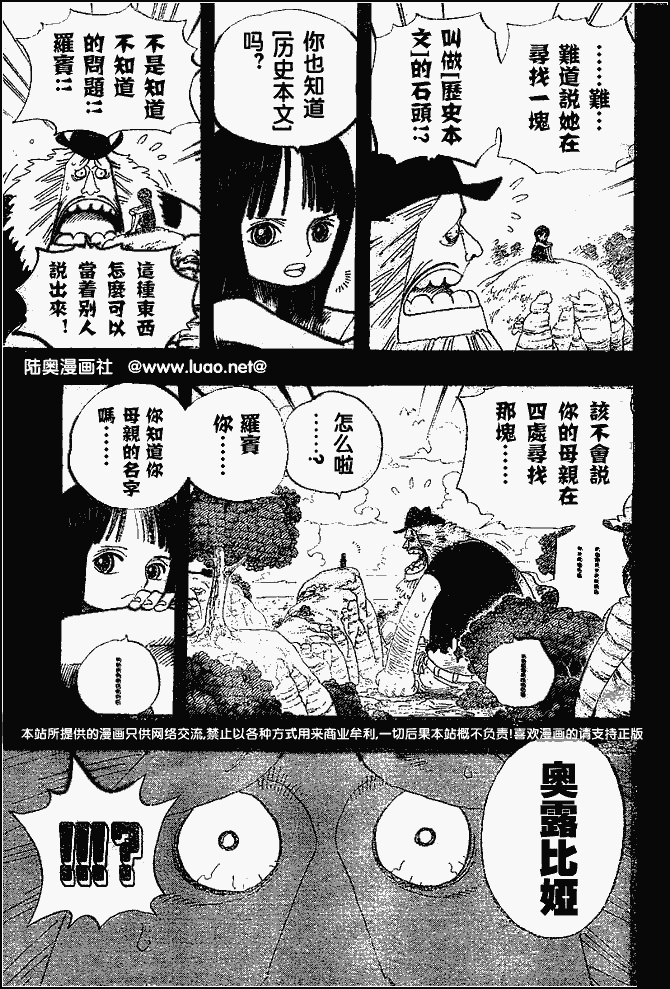 ……難…
難道說她在
尋找一塊
叫做[歷史本
文]的石頭!?
你也知道
[历史本文]
吗?
不是知道
不知道
的問題!!
羅賓!!
這種東西
怎麼可以
當着别人
説出來!
陆奥漫画社 @www.luao.net@
該不會説
你的母親在
四處尋找
那塊……
怎么啦
……?
羅賓
你……
你知道你
母親的名字
嗎……
本站所提供的漫画只供网络交流,禁止以各种方式用来商业牟利,一切后果本站概不负责!喜欢漫画的请支持正版
奥露比婭
!!!?